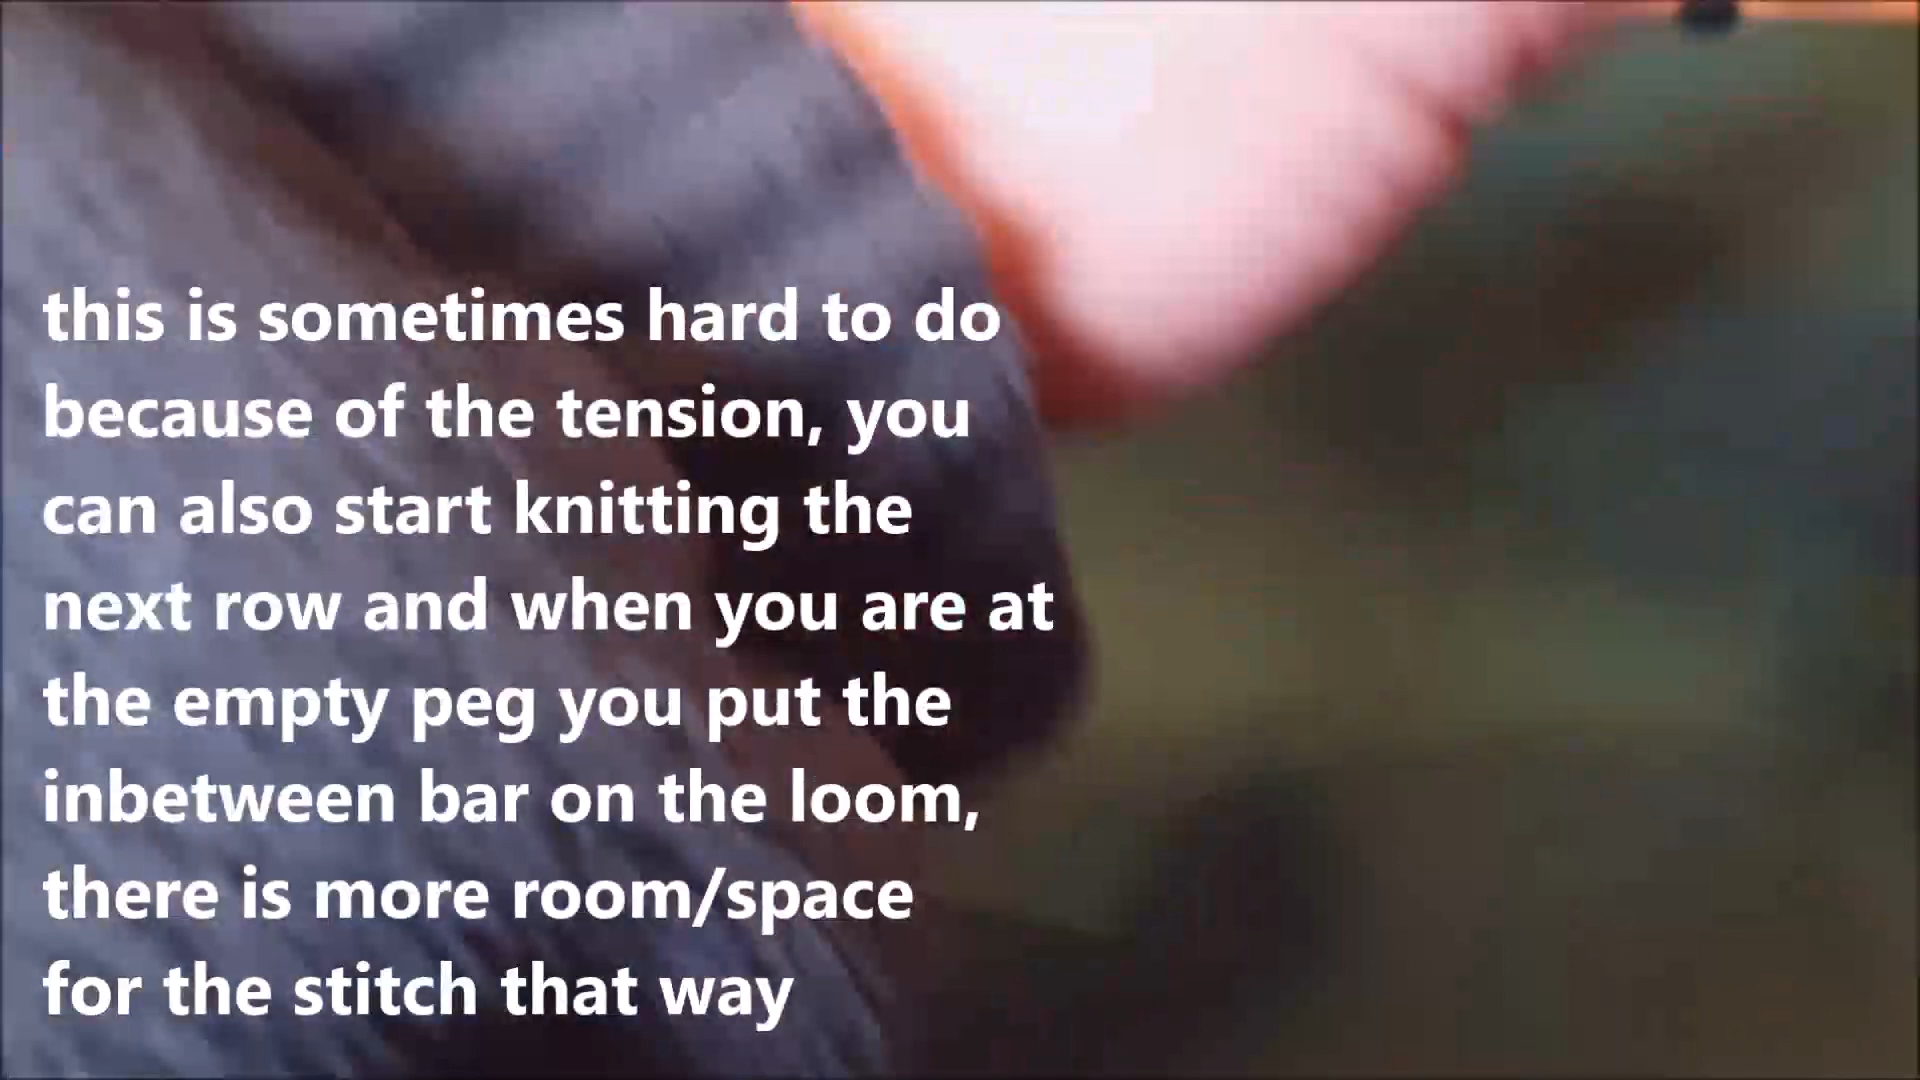 this is sometimes hard to do
because of the tension, you
can also start knitting the
next row and when you are at
the empty peg you put the
inbetween bar on the loom,
there is more room/space
for the stitch that way